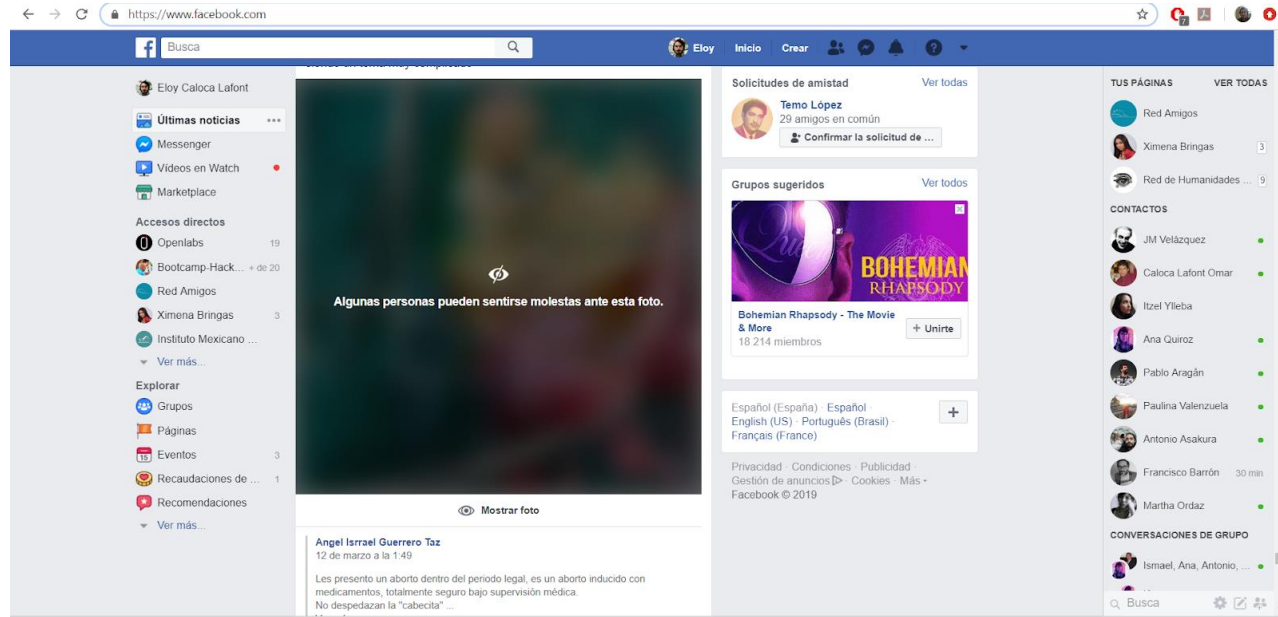 https://www.facebook.com
7
Busca
Eloy
Inicio
Crear
Eloy Caloca Lafont
Últimas noticias
Messenger
Vídeos en Watch
Marketplace
Accesos directos
Openlabs 19
Bootcamp-Hack... + de 20
Red Amigos
Ximena Bringas 3
Instituto Mexicano ...
Ver más...
Explorar
Grupos
Páginas
Eventos 3
Recaudaciones de ... 1
Recomendaciones
Ver más...
Algunas personas pueden sentirse molestas ante esta foto.
Mostrar foto
Angel Isrrael Guerrero Taz
12 de marzo a la 1:49
Les presento un aborto dentro del periodo legal, es un aborto inducido con
medicamentos, totalmente seguro bajo supervisión médica.
No despedazan la "cabecita" ...
Solicitudes de amistad Ver todas
Temo López
29 amigos en común
Confirmar la solicitud de ...
Grupos sugeridos Ver todos
Queen
BOHEMIAN
RHAPSODY
Bohemian Rhapsody - The Movie
& More
18 214 miembros
+ Unirte
Español (España) · Español ·
English (US) · Português (Brasil) ·
Français (France)
Privacidad · Condiciones · Publicidad ·
Gestión de anuncios · Cookies · Más
Facebook © 2019
TUS PÁGINAS VER TODAS
Red Amigos
Ximena Bringas 3
Red de Humanidades ... 9
CONTACTOS
JM Velázquez
Caloca Lafont Omar
Itzel Ylleba
Ana Quiroz
Pablo Aragán
Paulina Valenzuela
Antonio Asakura
Francisco Barrón 30 min
Martha Ordaz
CONVERSACIONES DE GRUPO
Ismael, Ana, Antonio, ...
Busca